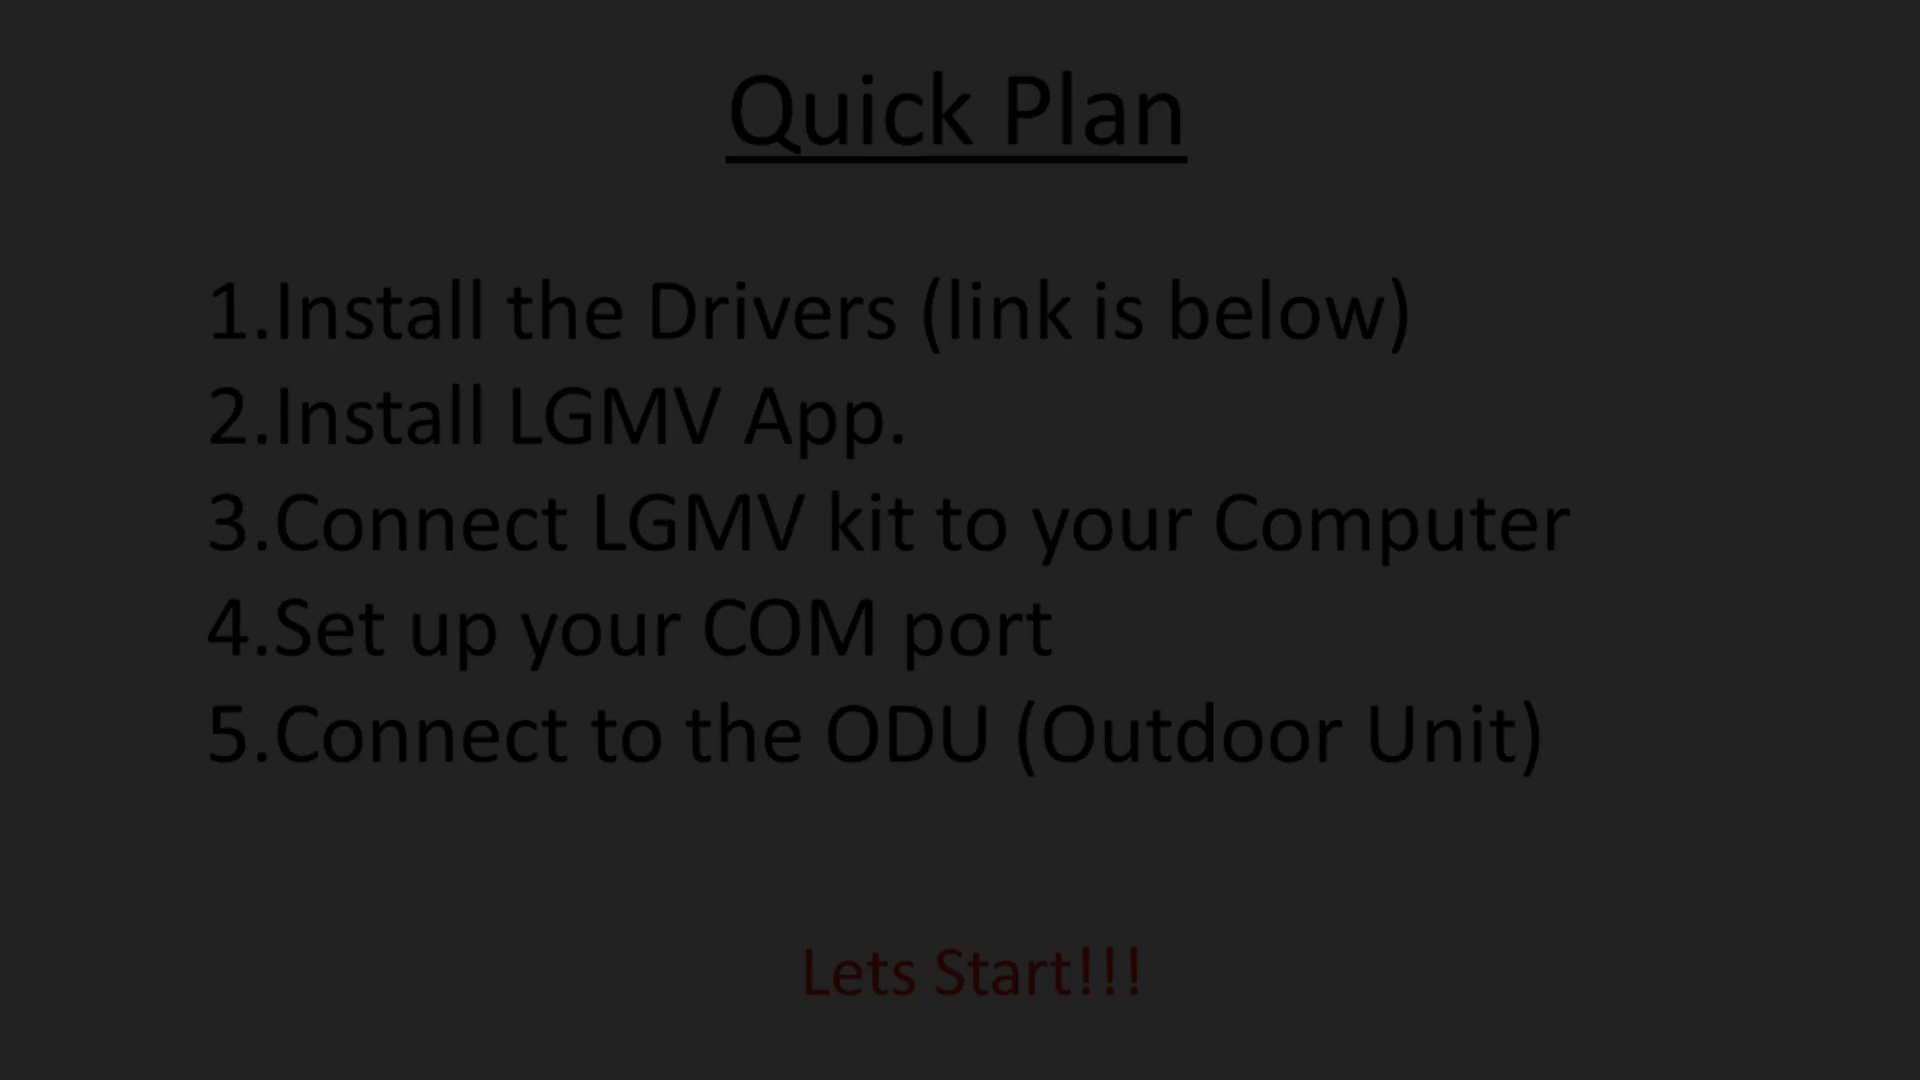 Quick Plan
1.Install the Drivers (link is below)
2.Install LGMV App.
3.Connect LGMV kit to your Computer
4.Set up your COM port
5.Connect to the ODU (Outdoor Unit)
Lets Start!!!